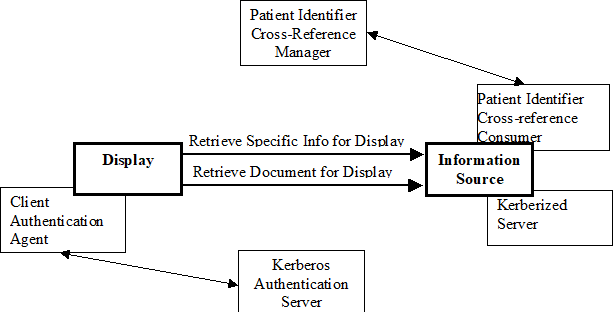 Patient Identifier
Cross-Reference
Manager
Patient Identifier
Cross-reference
Consumer
Retrieve Specific Info for Display
Display
Information
Source
Retrieve Document for Display
Client
Authentication
Agent
Kerberized
Server
Kerberos
Authentication
Server